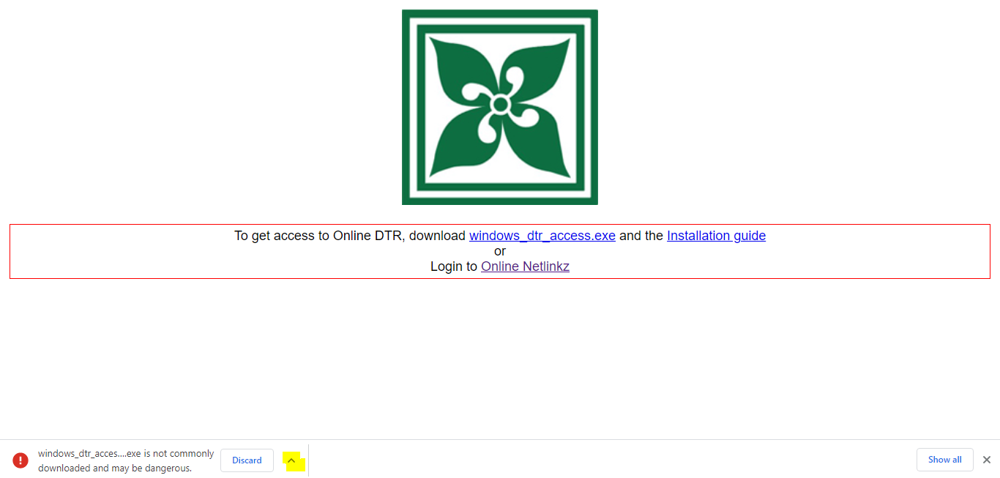 To get access to Online DTR, download windows_dtr_access.exe and the Installation guide
or
Login to Online Netlinkz
windows_dtr_acces....exe is not commonly
downloaded and may be dangerous.
Discard
Show all